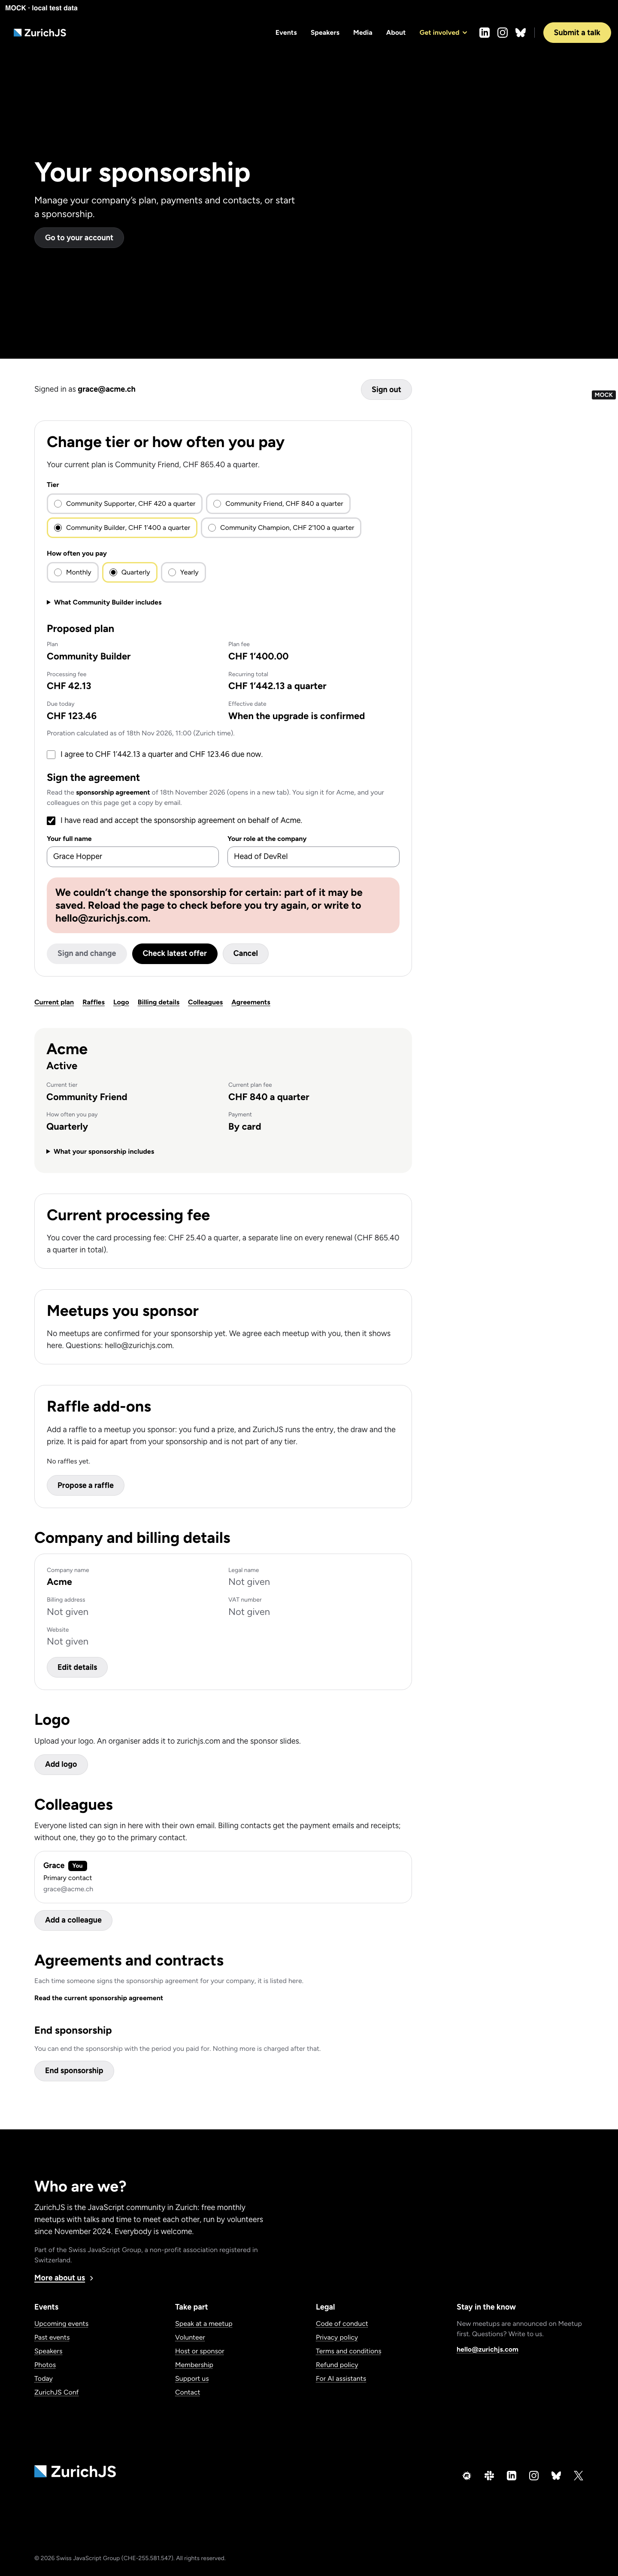 MOCK · local test data
ZurichJS
Events
Speakers
Media
About
Get involved
Submit a talk
Your sponsorship
Manage your company's plan, payments and contacts, or start
a sponsorship.
Go to your account
Signed in as grace@acme.ch
Sign out
MOCK
Change tier or how often you pay
Your current plan is Community Friend, CHF 865.40 a quarter.
Tier
Community Supporter, CHF 420 a quarter
Community Friend, CHF 840 a quarter
Community Builder, CHF 1'400 a quarter
Community Champion, CHF 2'100 a quarter
How often you pay
Monthly
Quarterly
Yearly
What Community Builder includes
Proposed plan
Plan
Plan fee
Community Builder
CHF 1'400.00
Processing fee
Recurring total
CHF 42.13
CHF 1'442.13 a quarter
Due today
Effective date
CHF 123.46
When the upgrade is confirmed
Proration calculated as of 18th Nov 2026, 11:00 (Zurich time).
I agree to CHF 1'442.13 a quarter and CHF 123.46 due now.
Sign the agreement
Read the sponsorship agreement of 18th November 2026 (opens in a new tab). You sign it for Acme, and your
colleagues on this page get a copy by email.
I have read and accept the sponsorship agreement on behalf of Acme.
Your full name
Your role at the company
Grace Hopper
Head of DevRel
We couldn't change the sponsorship for certain: part of it may be
saved. Reload the page to check before you try again, or write to
hello@zurichjs.com.
Sign and change
Check latest offer
Cancel
Current plan
Raffles
Logo
Billing details
Colleagues
Agreements
Acme
Active
Current tier
Current plan fee
Community Friend
CHF 840 a quarter
How often you pay
Payment
Quarterly
By card
What your sponsorship includes
Current processing fee
You cover the card processing fee: CHF 25.40 a quarter, a separate line on every renewal (CHF 865.40
a quarter in total).
Meetups you sponsor
No meetups are confirmed for your sponsorship yet. We agree each meetup with you, then it shows
here. Questions: hello@zurichjs.com.
Raffle add-ons
Add a raffle to a meetup you sponsor: you fund a prize, and ZurichJS runs the entry, the draw and the
prize. It is paid for apart from your sponsorship and is not part of any tier.
No raffles yet.
Propose a raffle
Company and billing details
Company name
Legal name
Acme
Not given
Billing address
VAT number
Not given
Not given
Website
Not given
Edit details
Logo
Upload your logo. An organiser adds it to zurichjs.com and the sponsor slides.
Add logo
Colleagues
Everyone listed can sign in here with their own email. Billing contacts get the payment emails and receipts;
without one, they go to the primary contact.
Grace You
Primary contact
grace@acme.ch
Add a colleague
Agreements and contracts
Each time someone signs the sponsorship agreement for your company, it is listed here.
Read the current sponsorship agreement
End sponsorship
You can end the sponsorship with the period you paid for. Nothing more is charged after that.
End sponsorship
Who are we?
ZurichJS is the JavaScript community in Zurich: free monthly
meetups with talks and time to meet each other, run by volunteers
since November 2024. Everybody is welcome.
Part of the Swiss JavaScript Group, a non-profit association registered in
Switzerland.
More about us
Events
Upcoming events
Past events
Speakers
Photos
Today
ZurichJS Conf
Take part
Speak at a meetup
Volunteer
Host or sponsor
Membership
Support us
Contact
Legal
Code of conduct
Privacy policy
Terms and conditions
Refund policy
For AI assistants
Stay in the know
New meetups are announced on Meetup
first. Questions? Write to us.
hello@zurichjs.com
ZurichJS
© 2026 Swiss JavaScript Group (CHE-255.581.547). All rights reserved.